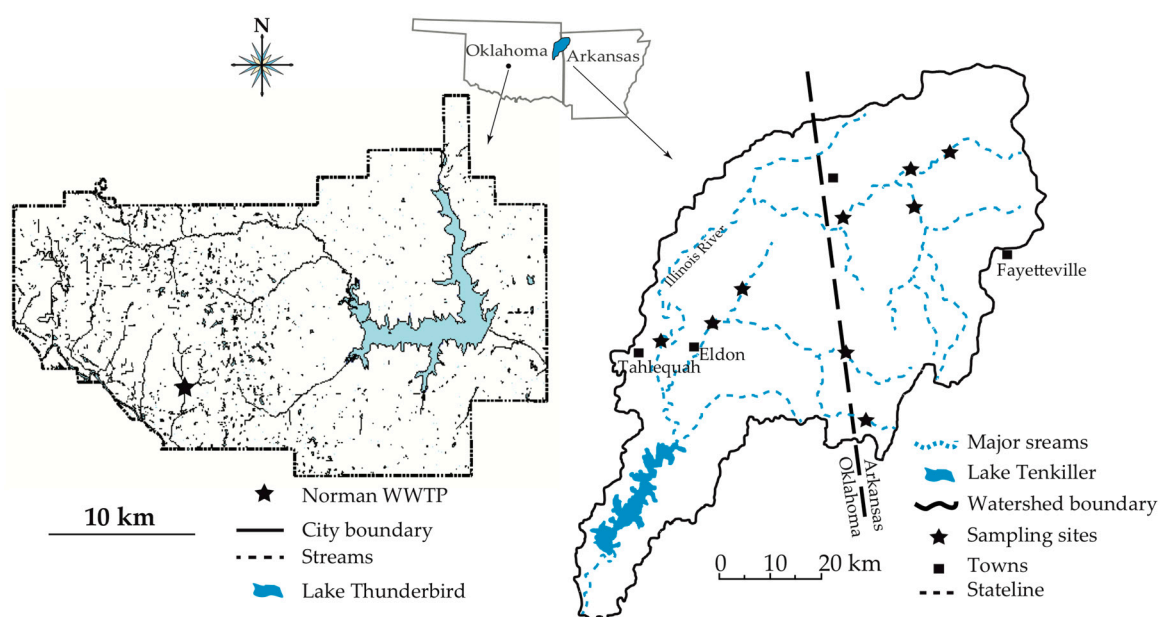 N
Oklahoma
Arkansas
Norman WWTP
City boundary
Streams
Lake Thunderbird
10 km
Illinois River
Fayetteville
Eldon
Tahlequah
Arkansas
Oklahoma
0 10 20 km
Major sreams
Lake Tenkiller
Watershed boundary
Sampling sites
Towns
Stateline